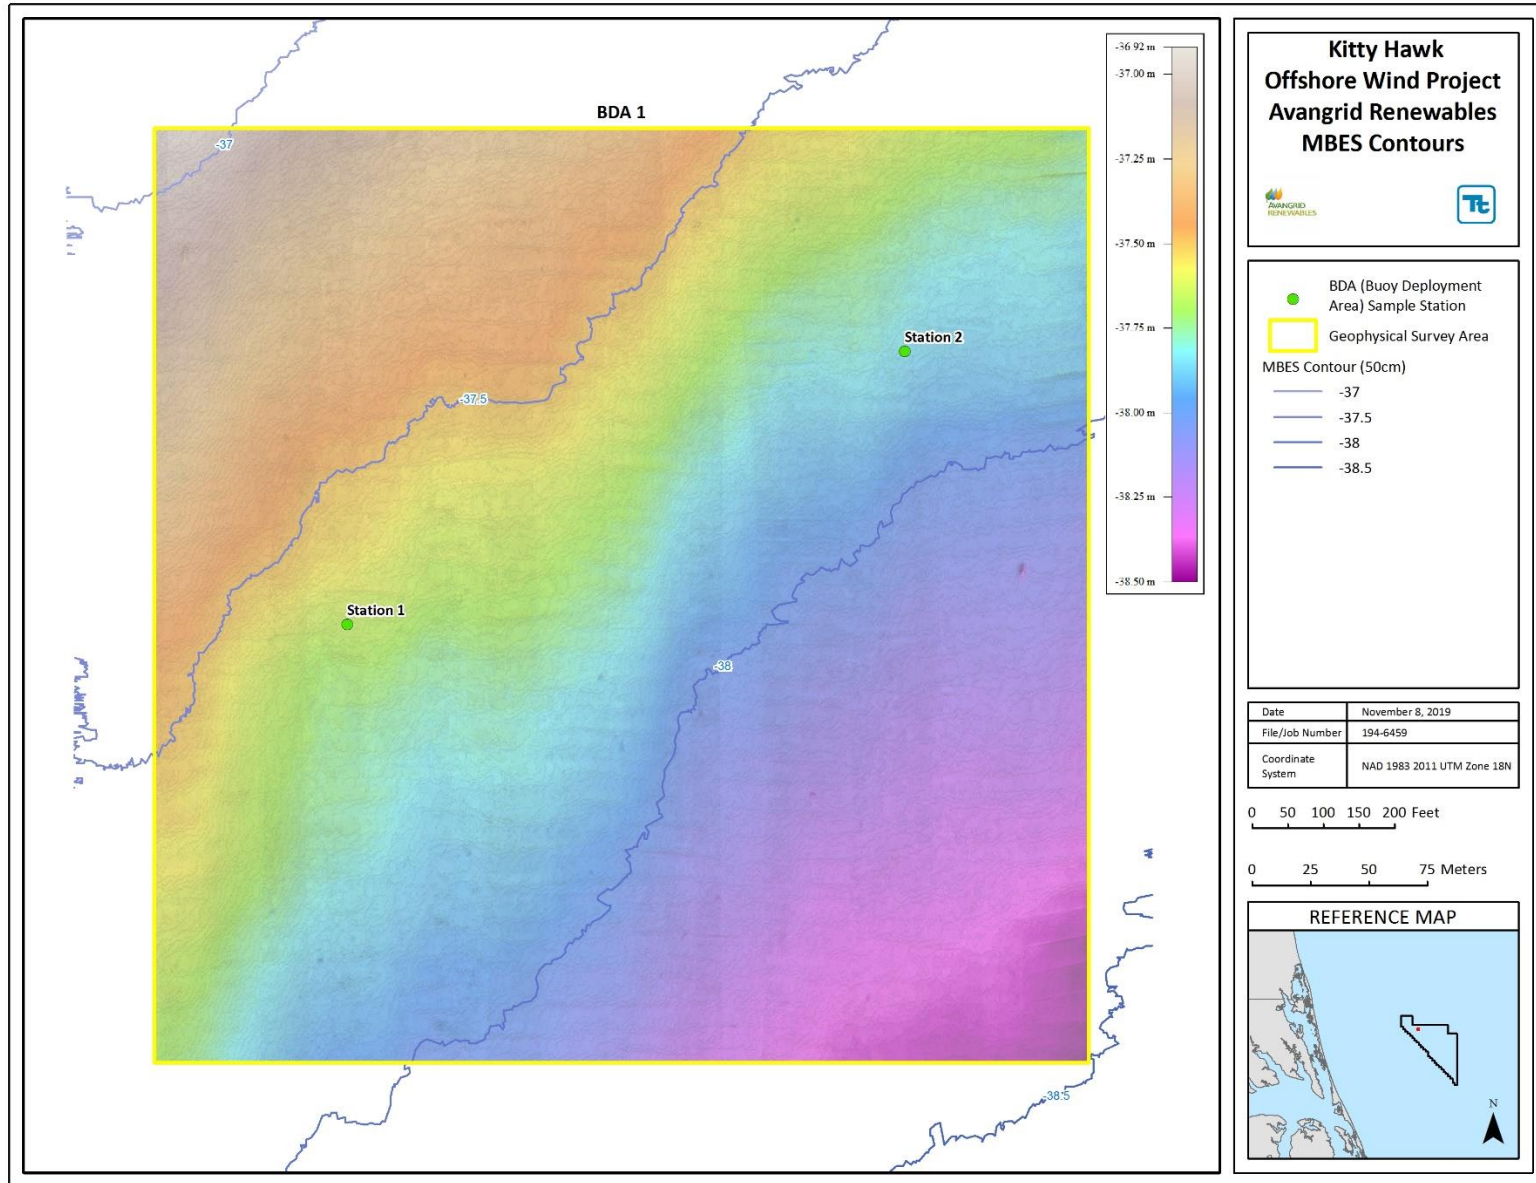 BDA 1
-37
-37.5
-38
-38.5
Station 1
Station 2
-36.92 m
-37.00 m
-37.25 m
-37.50 m
-37.75 m
-38.00 m
-38.25 m
-38.50 m
Kitty Hawk
Offshore Wind Project
Avangrid Renewables
MBES Contours
AVANGRID
RENEWABLES
Tt
BDA (Buoy Deployment
Area) Sample Station
Geophysical Survey Area
MBES Contour (50cm)
-37
-37.5
-38
-38.5
Date November 8, 2019
File/Job Number 194-6459
Coordinate
System NAD 1983 2011 UTM Zone 18N
0 50 100 150 200 Feet
0 25 50 75 Meters
REFERENCE MAP
N